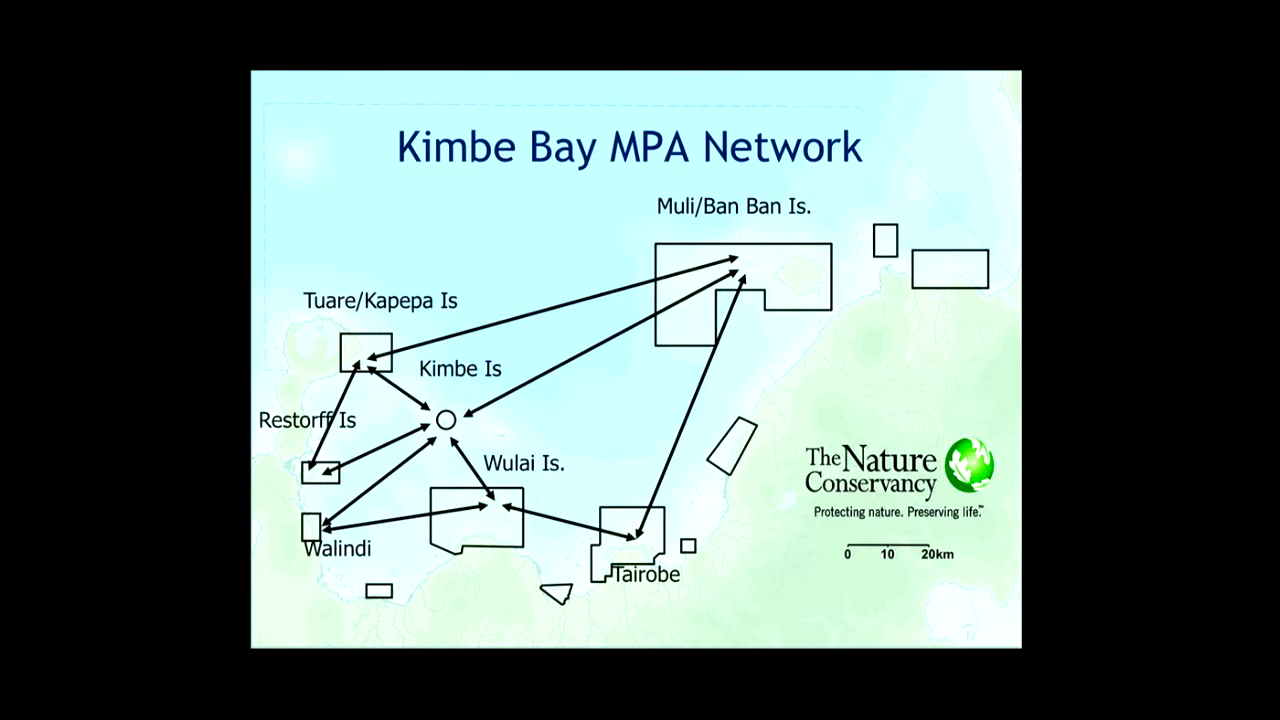 Kimbe Bay MPA Network
Muli/Ban Ban Is.
Tuare/Kapepa Is
Kimbe Is
Restorff Is
Wulai Is.
Walindi
Tairobe
The Nature
Conservancy
Protecting nature. Preserving life.™
0 10 20km